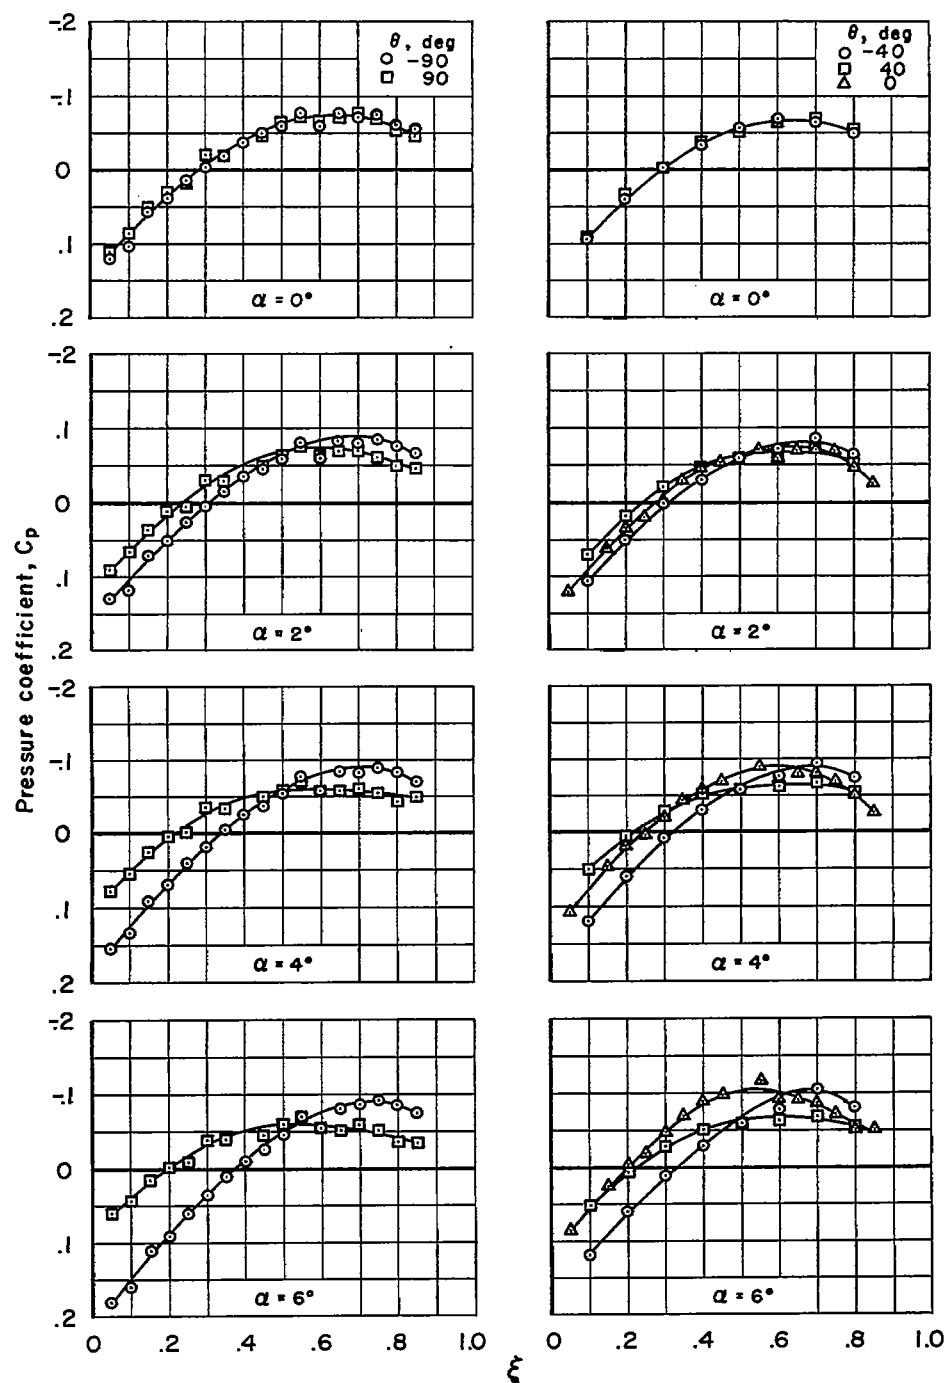 -.2
-.1
0
.1
.2
θ, deg
-90
90
α = 0°
θ, deg
-40
40
0
α = 0°
-.2
-.1
0
.1
.2
α = 2°
α = 2°
Pressure coefficient, Cp
-.2
-.1
0
.1
.2
α = 4°
α = 4°
-.2
-.1
0
.1
.2
α = 6°
α = 6°
0 .2 .4 .6 .8 1.0
0 .2 .4 .6 .8 1.0
ξ